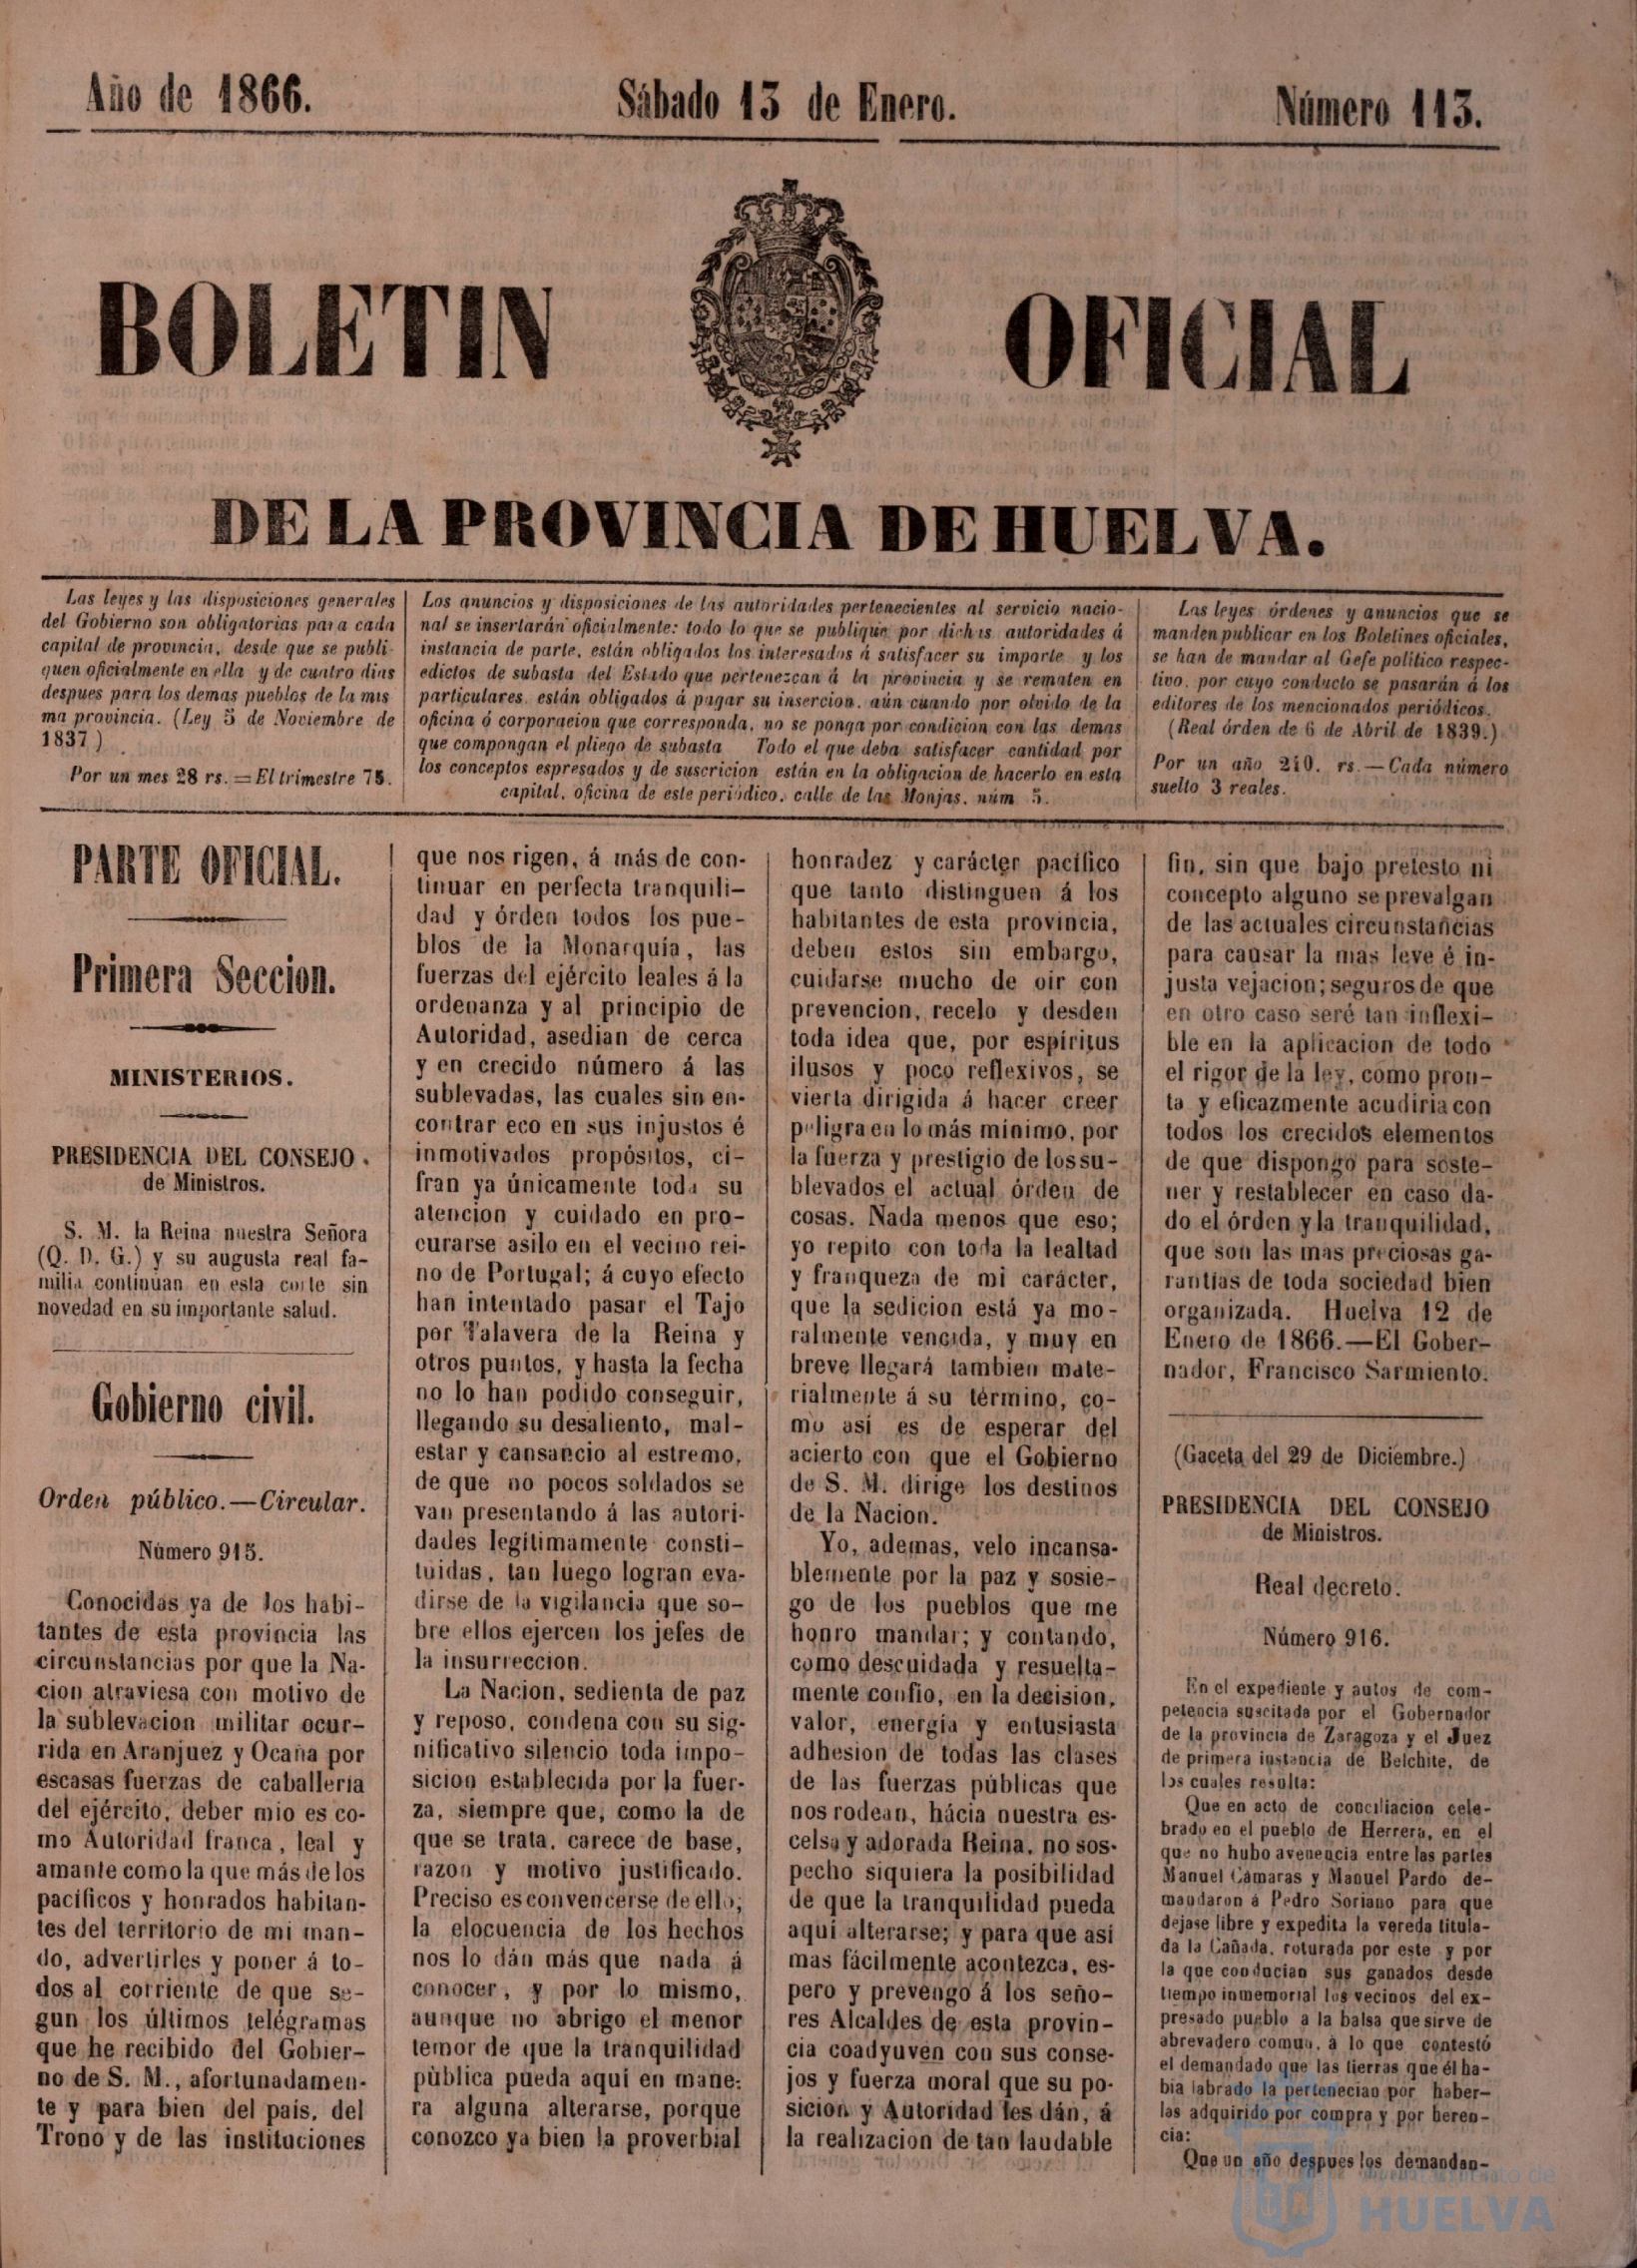 Año de 1866.
Sábado 13 de Enero.
Número 113.
BOLETIN OFICIAL
DE LA PROVINCIA DE HUELVA.
Las leyes y las disposiciones generales
del Gobierno son obligatorias para cada
capital de provincia, desde que se publi-
quen oficialmente en ella y de cuatro dias
despues para los demas pueblos de la mis
ma provincia. (Ley 3 de Noviembre de
1837.)
Por un mes 28 rs. — El trimestre 75.
Los anuncios y disposiciones de las autoridades pertenecientes al servicio nacio-
nal se insertarán oficialmente: todo lo que se publique por dichas autoridades á
instancia de parte, están obligados los interesados á satisfacer su importe y los
edictos de subasta del Estado que pertenezcan á la provincia y se rematen en
particulares, están obligados á pagar su insercion, aún cuando por olvido de la
oficina ó corporacion que corresponda, no se ponga por condicion con las demas
que compongan el pliego de subasta Todo el que deba satisfacer cantidad por
los conceptos espresados y de suscricion están en la obligacion de hacerlo en esta
capital, oficina de este periódico, calle de las Monjas, núm. 5.
Las leyes órdenes y anuncios que se
manden publicar en los Boletines oficiales,
se han de mandar al Gefe politico respec-
tivo, por cuyo conducto se pasarán á los
editores de los mencionados periódicos.
(Real órden de 6 de Abril de 1839.)
Por un año 210. rs.—Cada número
suelto 3 reales.
PARTE OFICIAL.
Primera Seccion.
MINISTERIOS.
PRESIDENCIA DEL CONSEJO
de Ministros.
S. M. la Reina nuestra Señora
(Q. D. G.) y su augusta real fa-
milia continuan en esta corte sin
novedad en su importante salud.
Gobierno civil.
Orden público.—Circular.
Número 915.
Conocidas ya de los habi-
tantes de esta provincia las
circunstancias por que la Na-
cion atraviesa con motivo de
la sublevacion militar ocur-
rida en Aranjuez y Ocaña por
escasas fuerzas de caballería
del ejército, deber mio es co-
mo Autoridad franca, leal y
amante como la que más de los
pacíficos y honrados habitan-
tes del territorio de mi man-
do, advertirles y poner á to-
dos al corriente de que se-
gun los últimos telégramas
que he recibido del Gobier-
no de S. M., afortunadamen-
te y para bien del pais, del
Trono y de las instituciones
que nos rigen, á más de con-
tinuar en perfecta tranquili-
dad y órden todos los pue-
blos de la Monarquía, las
fuerzas del ejército leales á la
ordenanza y al principio de
Autoridad, asedian de cerca
y en crecido número á las
sublevadas, las cuales sin en-
contrar eco en sus injustos é
inmotivados propósitos, ci-
fran ya únicamente toda su
atencion y cuidado en pro-
curarse asilo en el vecino rei-
no de Portugal; á cuyo efecto
han intentado pasar el Tajo
por Talavera de la Reina y
otros puntos, y hasta la fecha
no lo han podido conseguir,
llegando su desaliento, mal-
estar y cansancio al estremo,
de que no pocos soldados se
van presentando á las autori-
dades legítimamente consti-
tuidas, tan luego logran eva-
dirse de la vigilancia que so-
bre ellos ejercen los jefes de
la insurreccion.
La Nacion, sedienta de paz
y reposo, condena con su sig-
nificativo silencio toda impo-
sicion establecida por la fuer-
za, siempre que, como la de
que se trata, carece de base,
razon y motivo justificado.
Preciso es convencerse de ello;
la elocuencia de los hechos
nos lo dán más que nada á
conocer, y por lo mismo,
aunque no abrigo el menor
temor de que la tranquilidad
pública pueda aquí en mane-
ra alguna alterarse, porque
conozco ya bien la proverbial
honradez y carácter pacífico
que tanto distinguen á los
habitantes de esta provincia,
deben estos sin embargo,
cuidarse mucho de oir con
prevencion, recelo y desden
toda idea que, por espíritus
ilusos y poco reflexivos, se
vierta dirigida á hacer creer
peligra en lo más mínimo, por
la fuerza y prestigio de los su-
blevados el actual órden de
cosas. Nada menos que eso;
yo repito con toda la lealtad
y franqueza de mi carácter,
que la sedicion está ya mo-
ralmente vencida, y muy en
breve llegará tambien mate-
rialmente á su término, co-
mo así es de esperar del
acierto con que el Gobierno
de S. M. dirige los destinos
de la Nacion.
Yo, ademas, velo incansa-
blemente por la paz y sosie-
go de los pueblos que me
honro mandar; y contando,
como descuidada y resuelta-
mente confio, en la decision,
valor, energía y entusiasta
adhesion de todas las clases
de las fuerzas públicas que
nos rodean, hácia nuestra es-
celsa y adorada Reina, no sos-
pecho siquiera la posibilidad
de que la tranquilidad pueda
aquí alterarse; y para que así
mas fácilmente acontezca, es-
pero y prevengo á los seño-
res Alcaldes de esta provin-
cia coadyuven con sus conse-
jos y fuerza moral que su po-
sicion y Autoridad les dán, á
la realizacion de tan laudable
fin, sin que bajo pretesto ni
concepto alguno se prevalgan
de las actuales circunstancias
para causar la mas leve é in-
justa vejacion; seguros de que
en otro caso seré tan inflexi-
ble en la aplicacion de todo
el rigor de la ley, como pron-
ta y eficazmente acudiria con
todos los crecidos elementos
de que dispongo para soste-
ner y restablecer en caso da-
do el órden y la tranquilidad,
que son las mas preciosas ga-
rantías de toda sociedad bien
organizada. Huelva 12 de
Enero de 1866.—El Gober-
nador, Francisco Sarmiento.
(Gaceta del 29 de Diciembre.)
PRESIDENCIA DEL CONSEJO
de Ministros.
Real decreto.
Número 916.
En el expediente y autos de com-
petencia suscitada por el Gobernador
de la provincia de Zaragoza y el Juez
de primera instancia de Belchite, de
los cuales resulta:
Que en acto de conciliacion cele-
brado en el pueblo de Herrera, en el
que no hubo avenencia entre las partes
Manuel Cámaras y Manuel Pardo de-
mandaron á Pedro Soriano para que
dejase libre y expedita la vereda titula-
da la Cañada, roturada por este y por
la que conducian sus ganados desde
tiempo inmemorial los vecinos del ex-
presado pueblo á la balsa que sirve de
abrevadero comun, á lo que contestó
el demandado que las tierras que él ha-
bia labrado la pertenecian por haber-
las adquirido por compra y por heren-
cia:
Que un año despues los demandan-
HUELVA